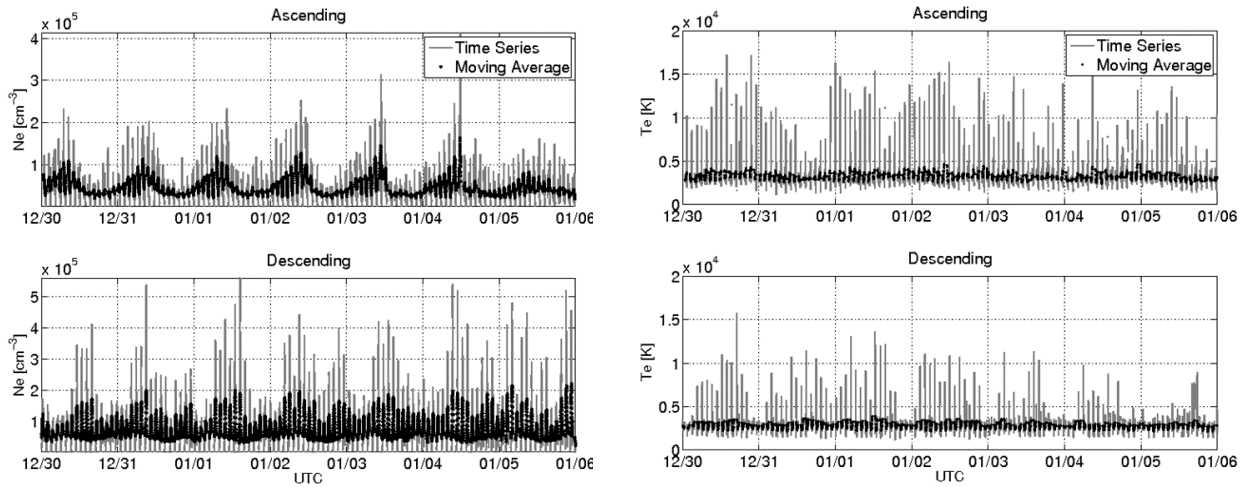 Ascending
x 10^5
Ne [cm^-3]
4
3
2
1
Time Series
Moving Average
12/30 12/31 01/01 01/02 01/03 01/04 01/05 01/06
Ascending
x 10^4
Te [K]
2
1.5
1
0.5
0
Time Series
Moving Average
12/30 12/31 01/01 01/02 01/03 01/04 01/05 01/06
Descending
x 10^5
Ne [cm^-3]
5
4
3
2
1
12/30 12/31 01/01 01/02 01/03 01/04 01/05 01/06
UTC
Descending
x 10^4
Te [K]
2
1.5
1
0.5
0
12/30 12/31 01/01 01/02 01/03 01/04 01/05 01/06
UTC